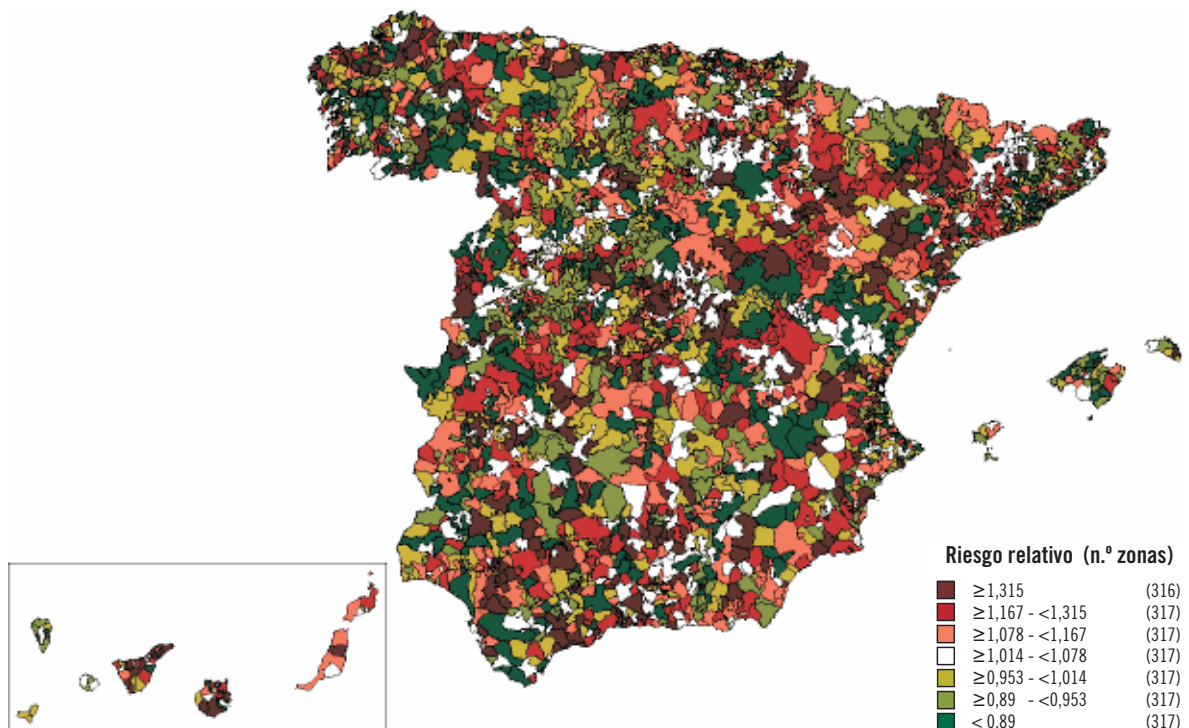 Riesgo relativo (n.º zonas)
≥1,315 (316)
≥1,167 - <1,315 (317)
≥1,078 - <1,167 (317)
≥1,014 - <1,078 (317)
≥0,953 - <1,014 (317)
≥0,89 - <0,953 (317)
< 0,89 (317)